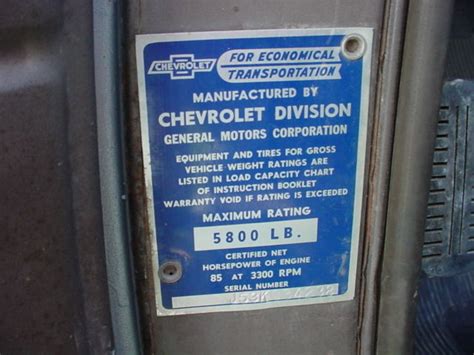 CHEVROLET
FOR ECONOMICAL
TRANSPORTATION
MANUFACTURED BY
CHEVROLET DIVISION
GENERAL MOTORS CORPORATION
EQUIPMENT AND TIRES FOR GROSS
VEHICLE WEIGHT RATINGS ARE
LISTED IN LOAD CAPACITY CHART
OF INSTRUCTION BOOKLET
WARRANTY VOID IF RATING IS EXCEEDED
MAXIMUM RATING
5800 LB.
CERTIFIED NET
HORSEPOWER OF ENGINE
85 AT 3300 RPM
SERIAL NUMBER